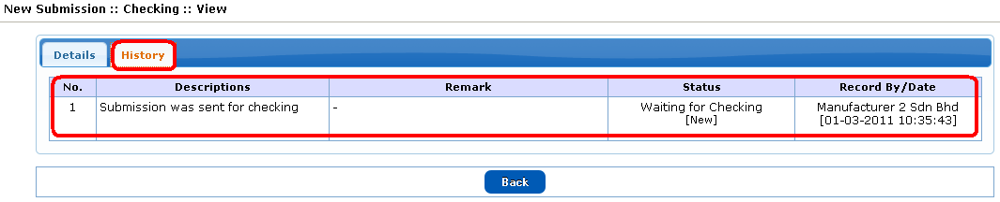 New Submission :: Checking :: View
Details History
No. Descriptions Remark Status Record By/Date
1 Submission was sent for checking - Waiting for Checking Manufacturer 2 Sdn Bhd
[New] [01-03-2011 10:35:43]
Back